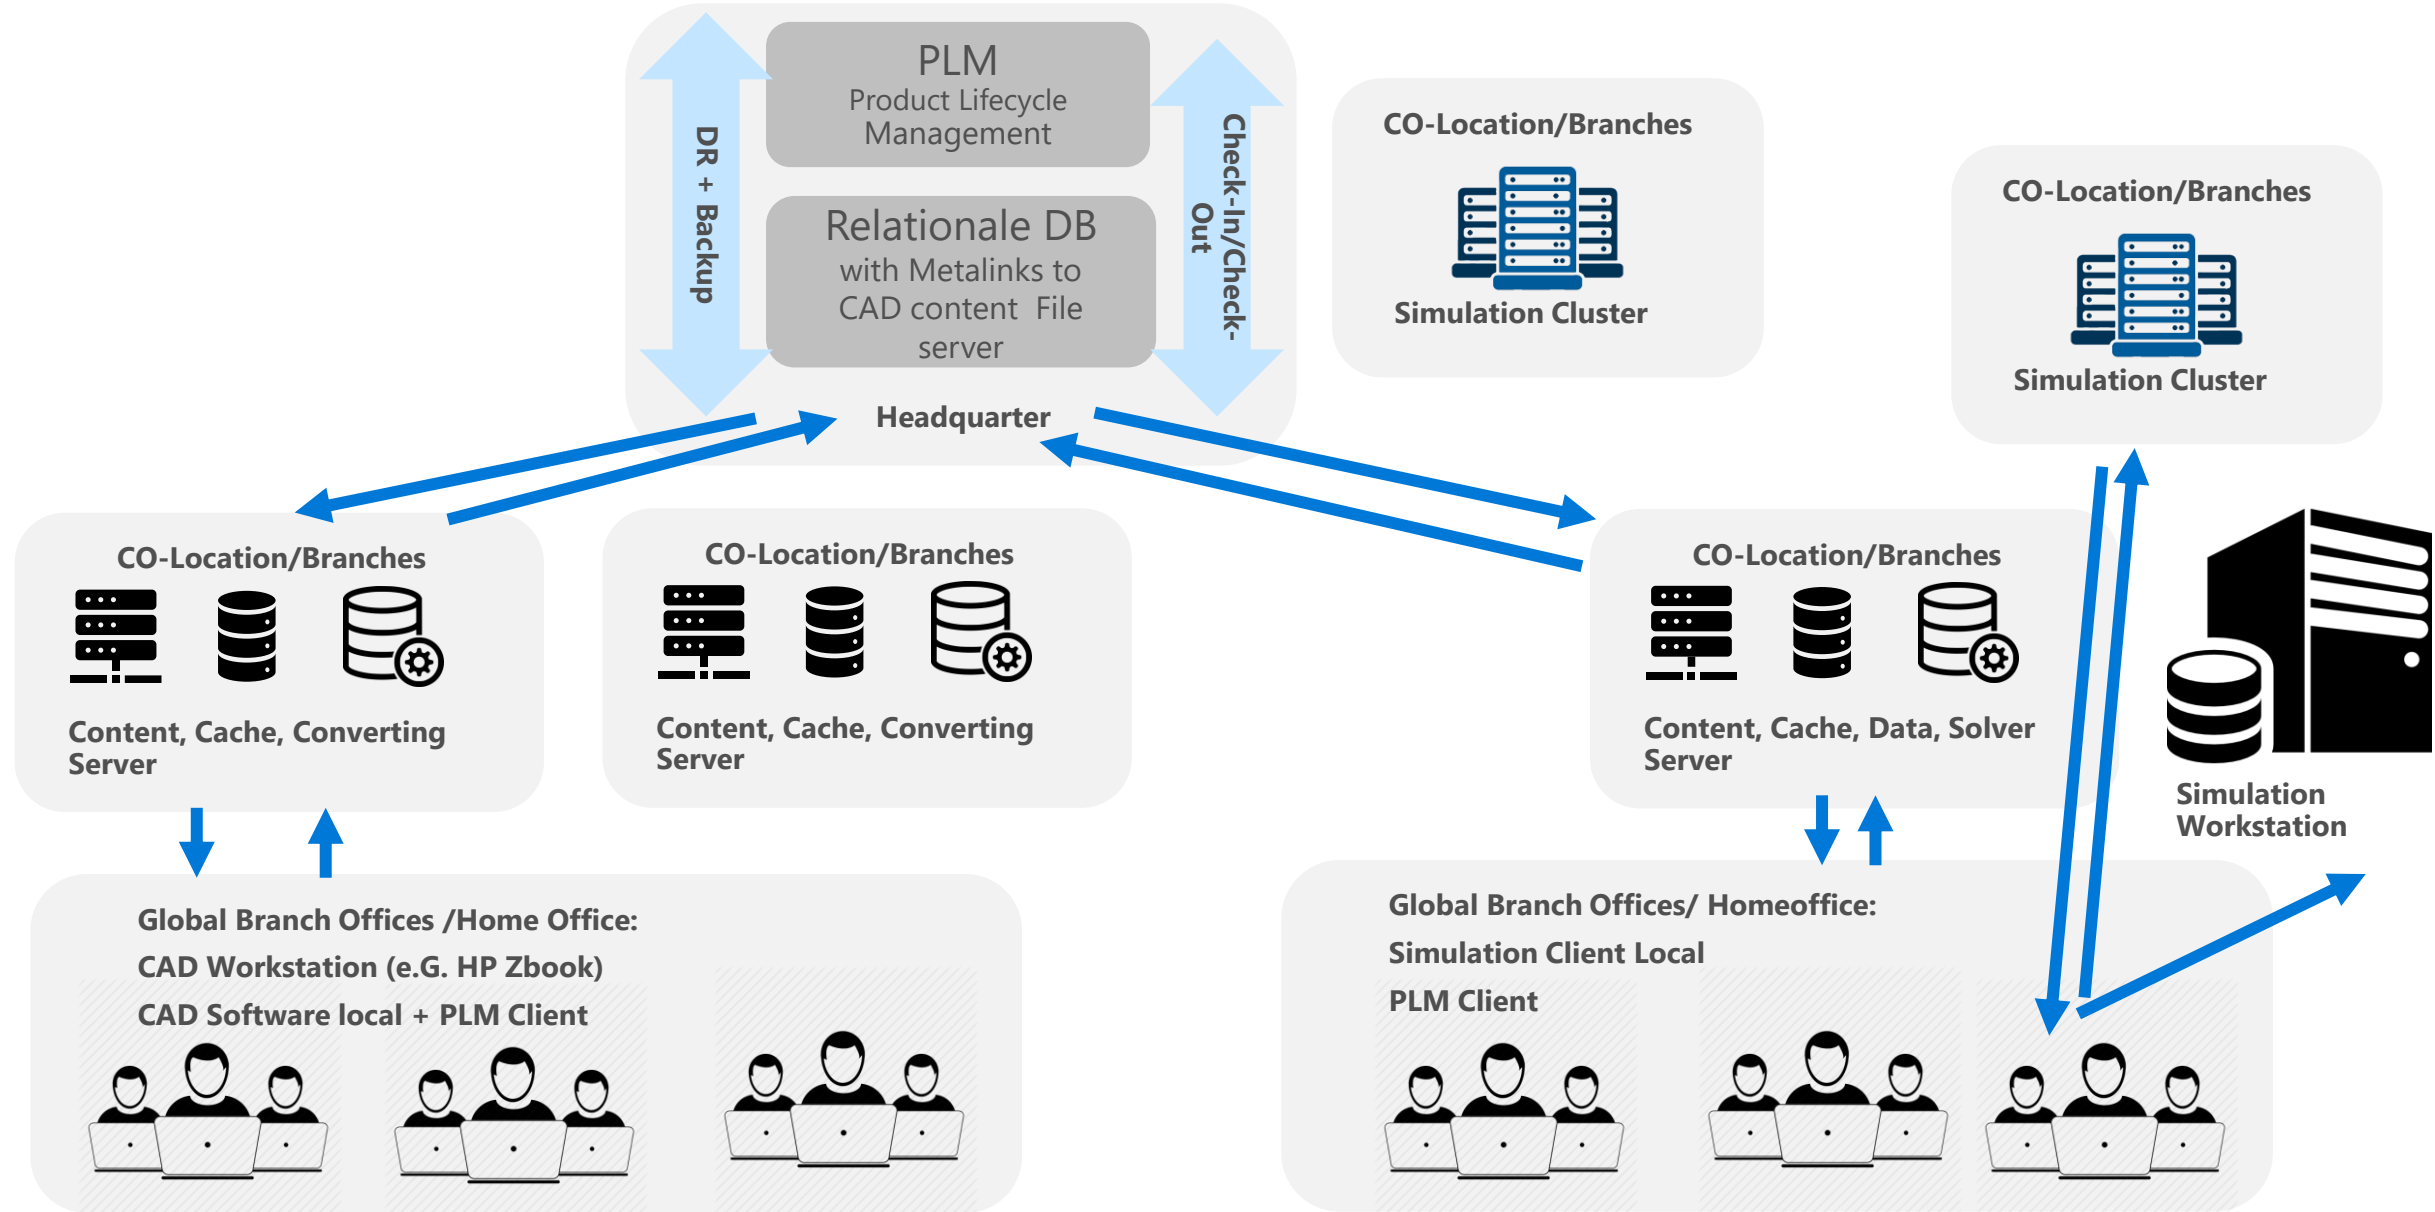 PLM
Product Lifecycle
Management
DR + Backup
Check-In/Check-
Out
Relationale DB
with Metalinks to
CAD content  File
server
Headquarter
CO-Location/Branches
Simulation Cluster
CO-Location/Branches
Simulation Cluster
CO-Location/Branches
Content, Cache, Converting
Server
CO-Location/Branches
Content, Cache, Converting
Server
CO-Location/Branches
Content, Cache, Data, Solver
Server
Simulation
Workstation
Global Branch Offices /Home Office:
CAD Workstation (e.G. HP Zbook)
CAD Software local + PLM Client
Global Branch Offices/ Homeoffice:
Simulation Client Local
PLM Client